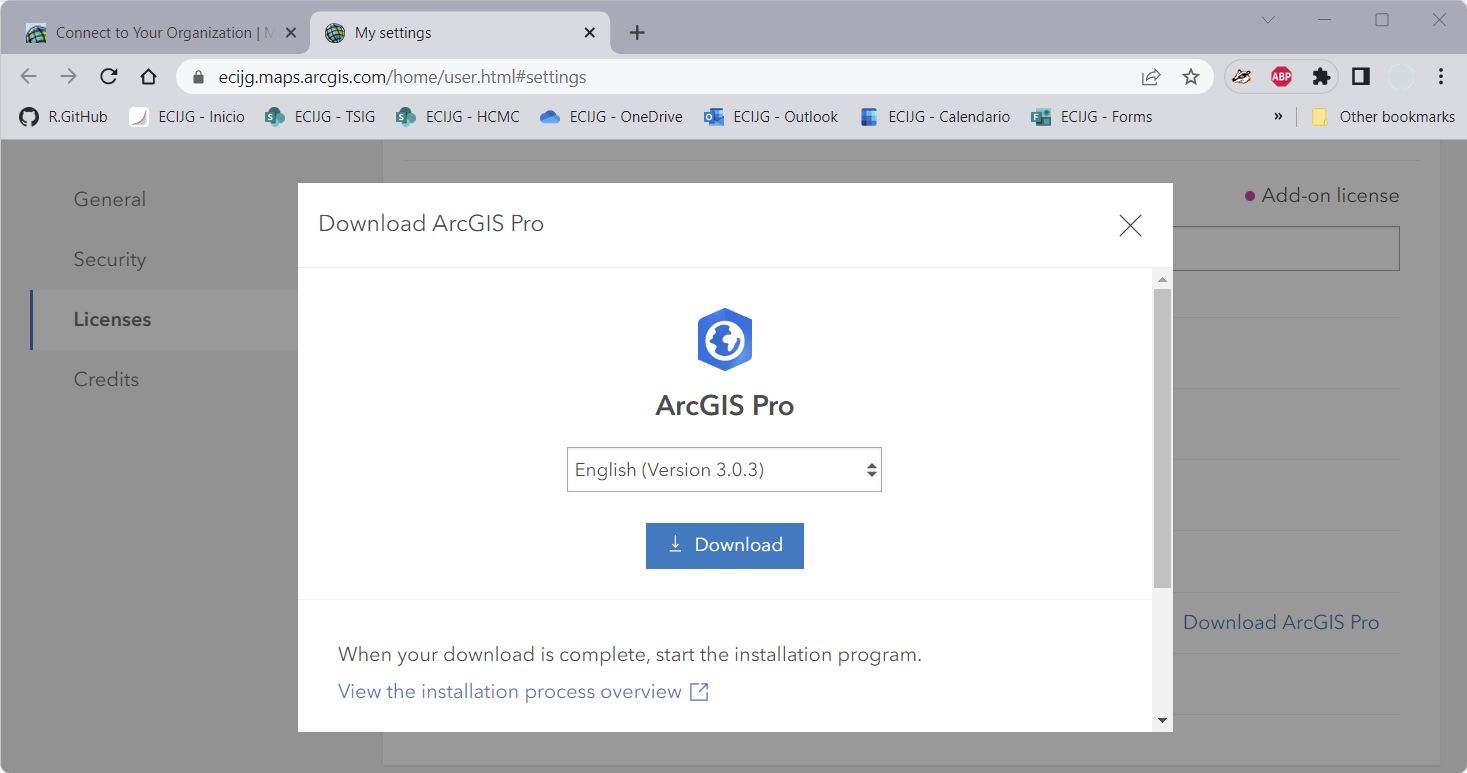 Connect to Your Organization | M
My settings
ecijg.maps.arcgis.com/home/user.html#settings
ABP
R.GitHub
ECIJG - Inicio
ECIJG - TSIG
ECIJG - HCMC
ECIJG - OneDrive
ECIJG - Outlook
ECIJG - Calendario
ECIJG - Forms
»
Other bookmarks
General
Security
Licenses
Credits
Add-on license
Download ArcGIS Pro
ArcGIS Pro
English (Version 3.0.3)
Download
Download ArcGIS Pro
When your download is complete, start the installation program.
View the installation process overview